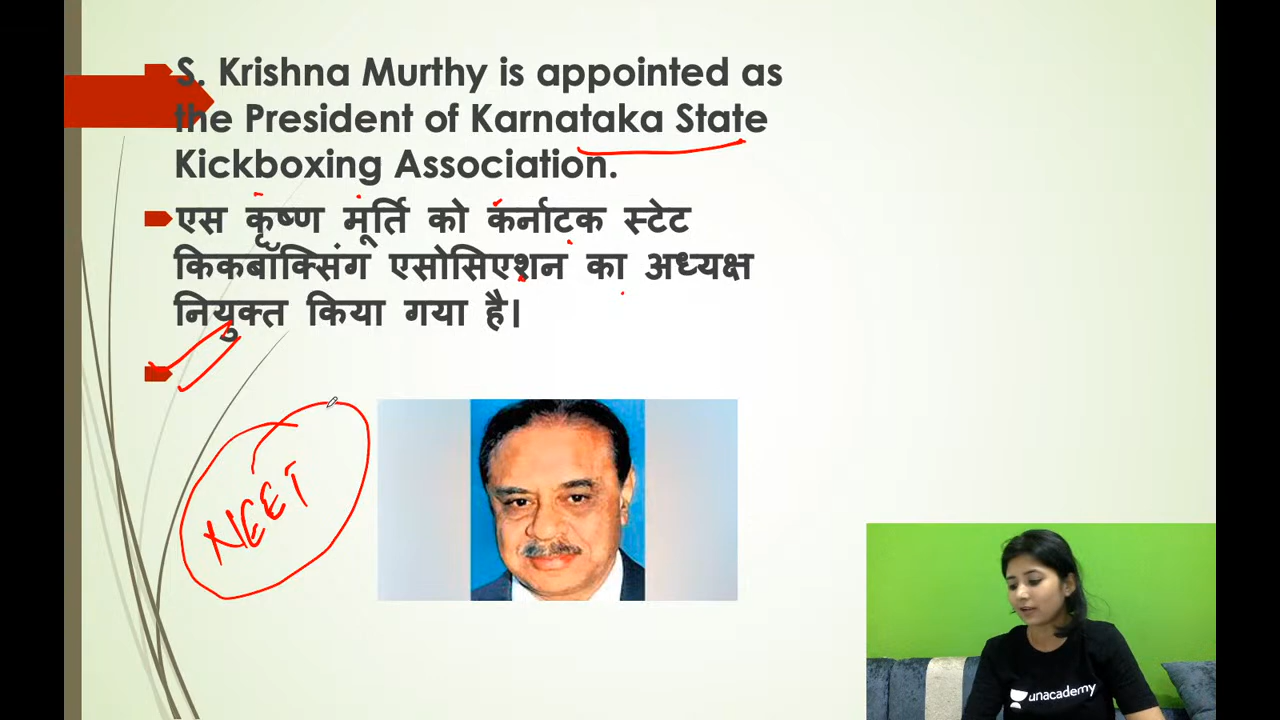 S. Krishna Murthy is appointed as
the President of Karnataka State
Kickboxing Association.
एस कृष्ण मूर्ति को कर्नाटक स्टेट
किकबॉक्सिंग एसोसिएशन का अध्यक्ष
नियुक्त किया गया है।
NEET
unacademy